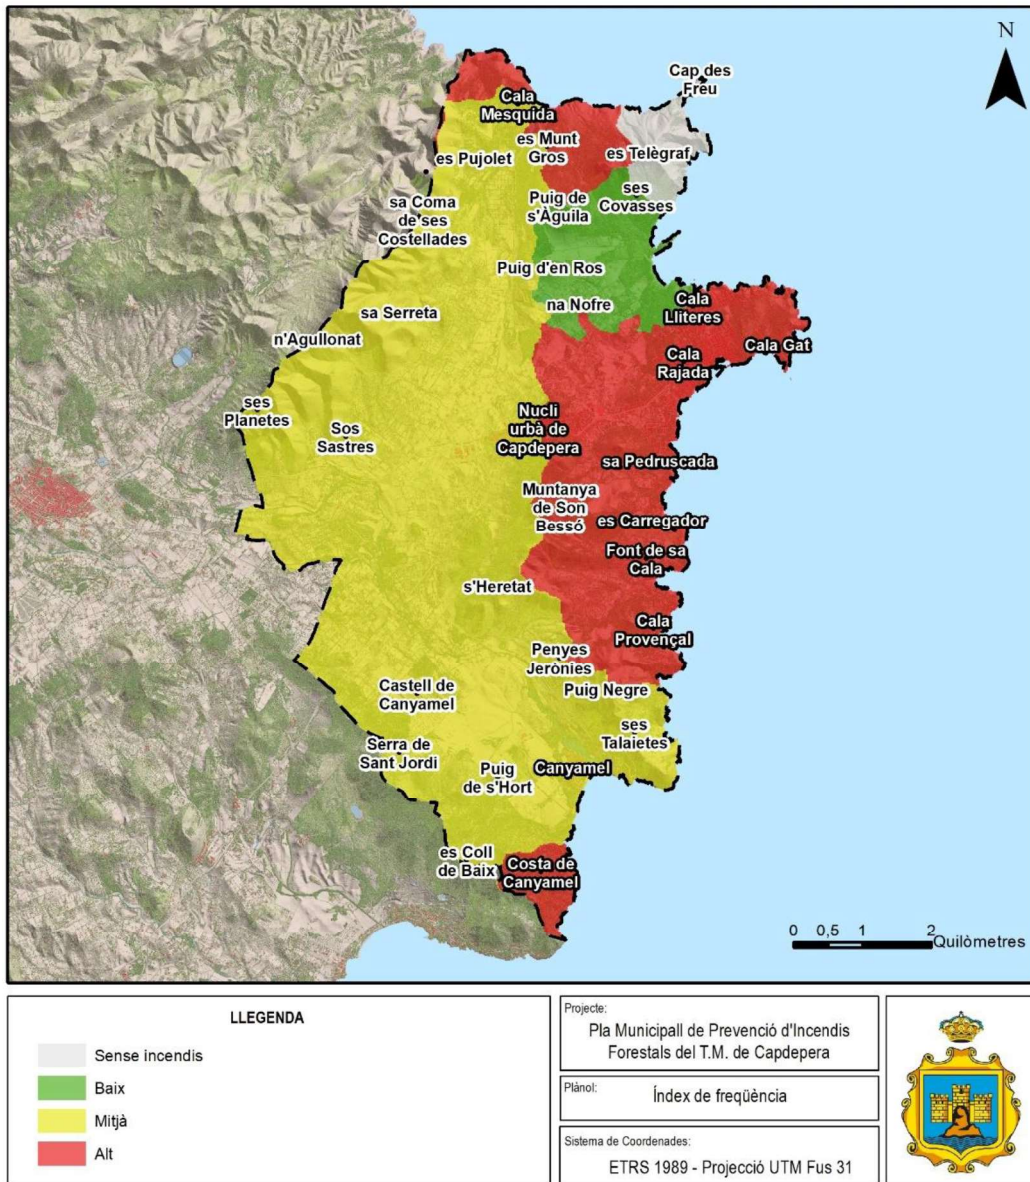 N
Cap des
Freu
Cala
Mesquida
es Munt
Gros
es Telègraf
es Pujolet
ses
Covasses
sa Coma
de ses
Costellades
Puig de
s'Àguila
Puig d'en Ros
na Nofre
Cala
Lliteres
sa Serreta
n'Agullonat
Cala Gat
Cala
Rajada
ses
Planetes
Sos
Sastres
Nucli
urbà de
Capdepera
sa Pedruscada
Muntanya
de Son
Bessó
es Carregador
Font de sa
Cala
s'Heretat
Cala
Provençal
Penyes
Jerònies
Castell de
Canyamel
Puig Negre
ses
Talaietes
Serra de
Sant Jordi
Puig
de s'Hort
Canyamel
es Coll
de Baix
Costa de
Canyamel
0 0,5 1 2
Quilòmetres
LLEGENDA
Sense incendis
Baix
Mitjà
Alt
Projecte:
Pla Municipall de Prevenció d'Incendis
Forestals del T.M. de Capdepera
Plànol:
Índex de freqüència
Sistema de Coordenades:
ETRS 1989 - Projecció UTM Fus 31